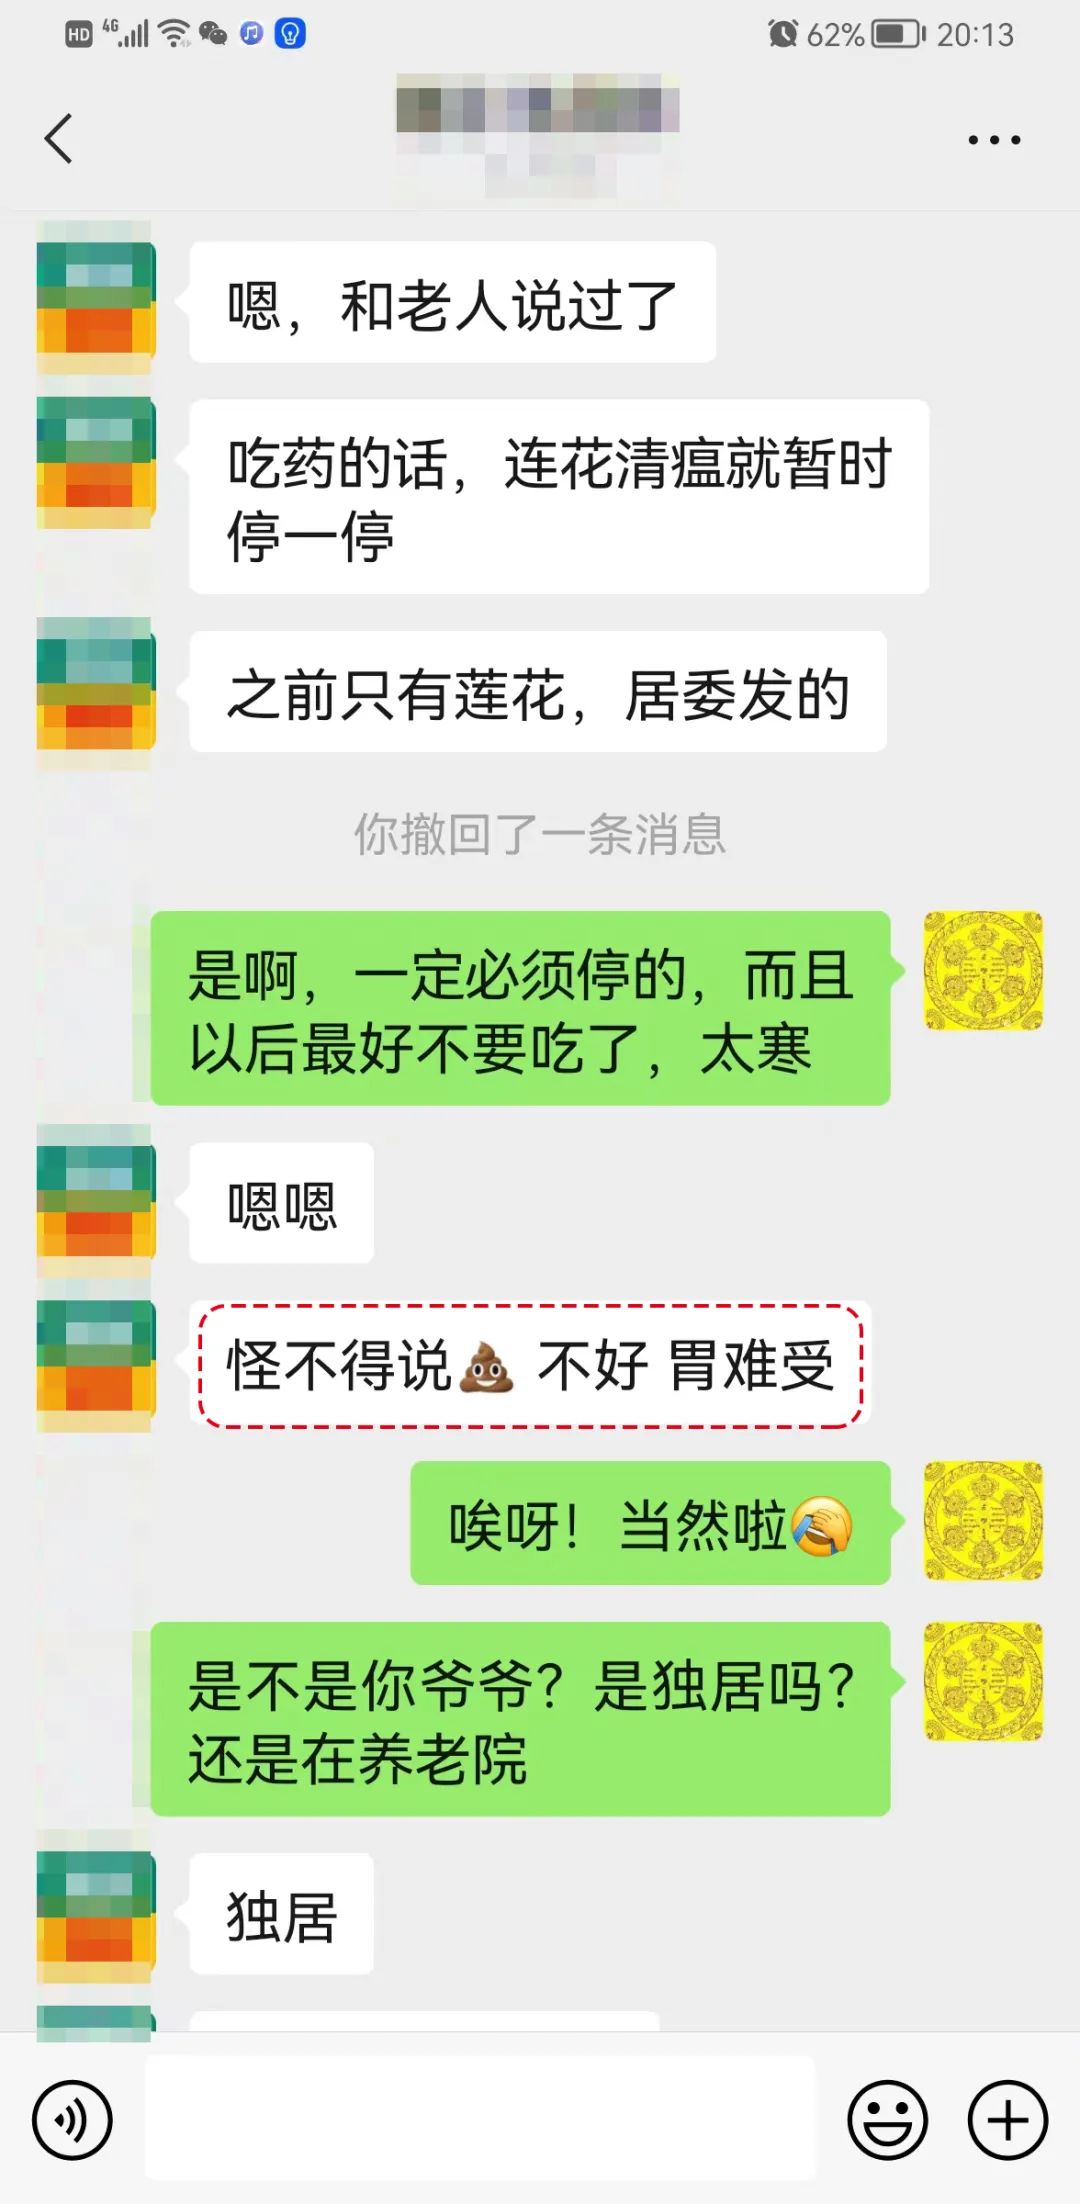 HD 4G 62% 20:13
嗯，和老人说过了
吃药的话，连花清瘟就暂时
停一停
之前只有莲花，居委发的
你撤回了一条消息
是啊，一定必须停的，而且
以后最好不要吃了，太寒
嗯嗯
怪不得说💩 不好 胃难受
唉呀！当然啦🤦
是不是你爷爷？是独居吗？
还是在养老院
独居